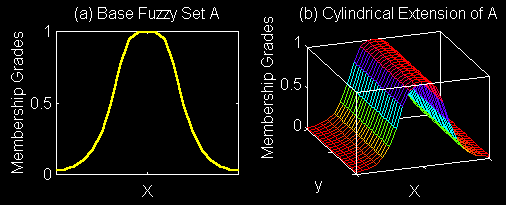 (a) Base Fuzzy Set A
Membership Grades
1
0.5
0
X
(b) Cylindrical Extension of A
Membership Grades
1
0.5
0
y
X